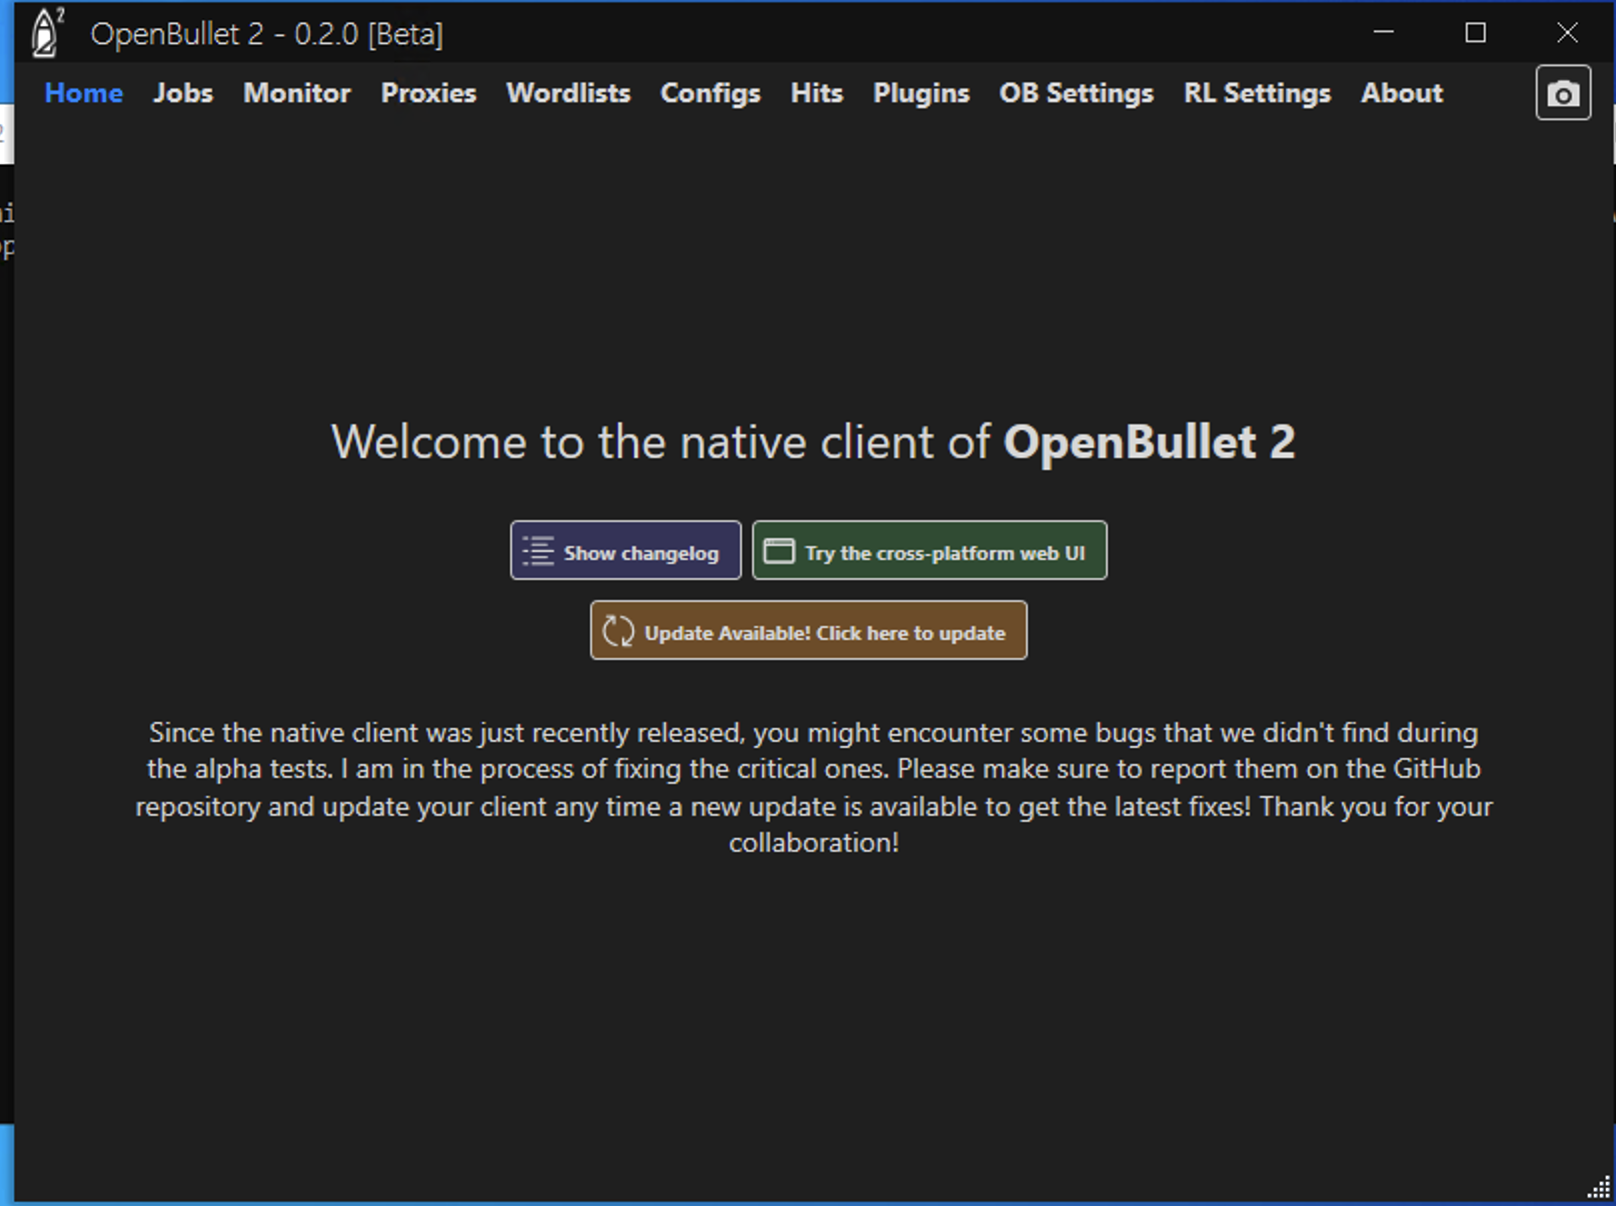 OpenBullet 2 - 0.2.0 [Beta]
Home Jobs Monitor Proxies Wordlists Configs Hits Plugins OB Settings RL Settings About
Welcome to the native client of OpenBullet 2
Show changelog Try the cross-platform web UI
Update Available! Click here to update
Since the native client was just recently released, you might encounter some bugs that we didn't find during
the alpha tests. I am in the process of fixing the critical ones. Please make sure to report them on the GitHub
repository and update your client any time a new update is available to get the latest fixes! Thank you for your
collaboration!